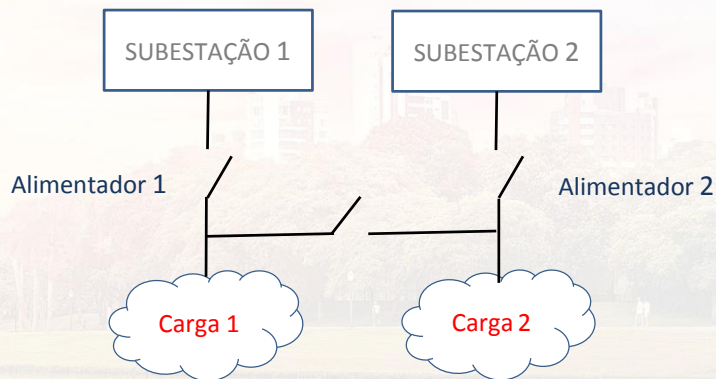 SUBESTAÇÃO 1
SUBESTAÇÃO 2
Alimentador 1
Alimentador 2
Carga 1
Carga 2